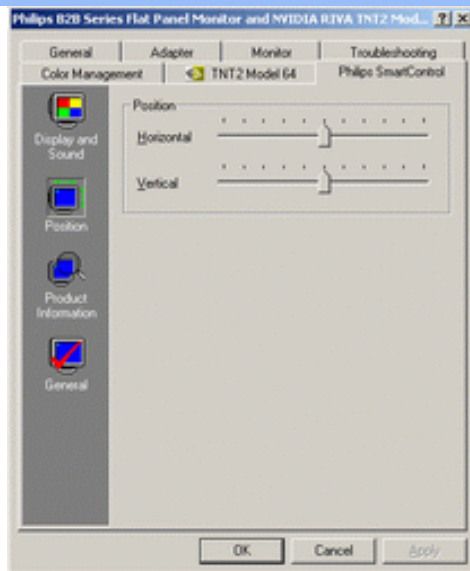 Philips B2B Series Flat Panel Monitor and NVIDIA RIVA TNT2 Mod...
General Adapter Monitor Troubleshooting
Color Management TNT2 Model 64 Philips SmartControl
Display and
Sound
Position
Product
Information
General
Position
Horizontal
Vertical
OK Cancel Apply